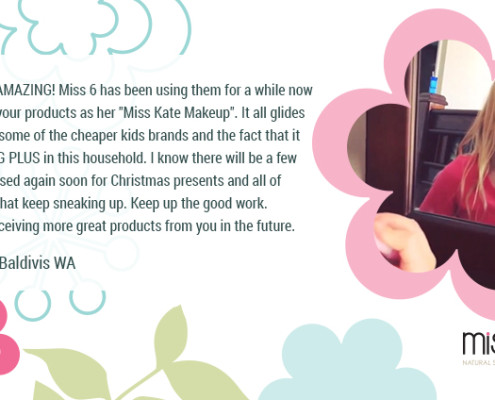 AMAZING! Miss 6 has been using them for a while now
your products as her "Miss Kate Makeup". It all glides
some of the cheaper kids brands and the fact that it
G PLUS in this household. I know there will be a few
sed again soon for Christmas presents and all of
hat keep sneaking up. Keep up the good work.
ceiving more great products from you in the future.
Baldivis WA
mis
NATURAL